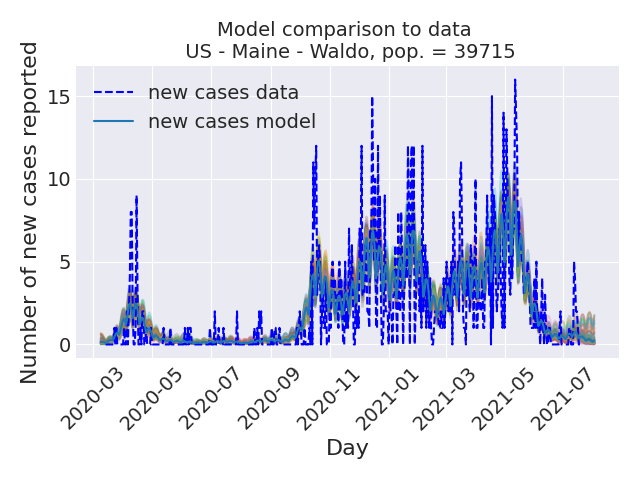 Model comparison to data
US - Maine - Waldo, pop. = 39715
Number of new cases reported
15
10
5
0
new cases data
new cases model
2020-03
2020-05
2020-07
2020-09
2020-11
2021-01
2021-03
2021-05
2021-07
Day